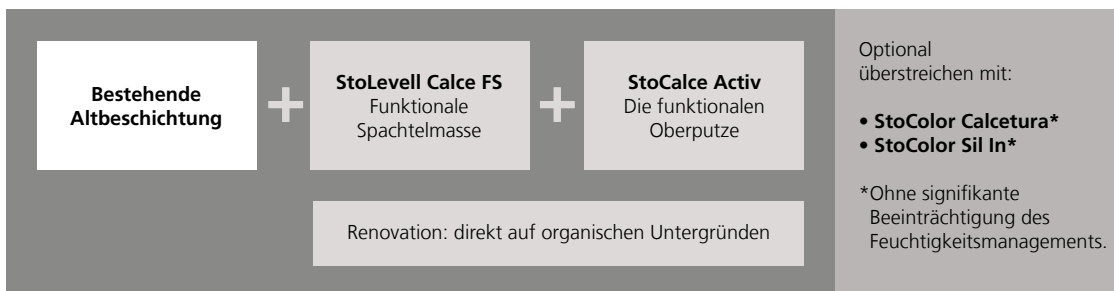 Bestehende
Altbeschichtung
+
StoLevell Calce FS
Funktionale
Spachtelmasse
+
StoCalce Activ
Die funktionalen
Oberputze
Renovation: direkt auf organischen Untergründen
Optional
überstreichen mit:
• StoColor Calcetura*
• StoColor Sil In*
*Ohne signifikante
Beeinträchtigung des
Feuchtigkeitsmanagements.